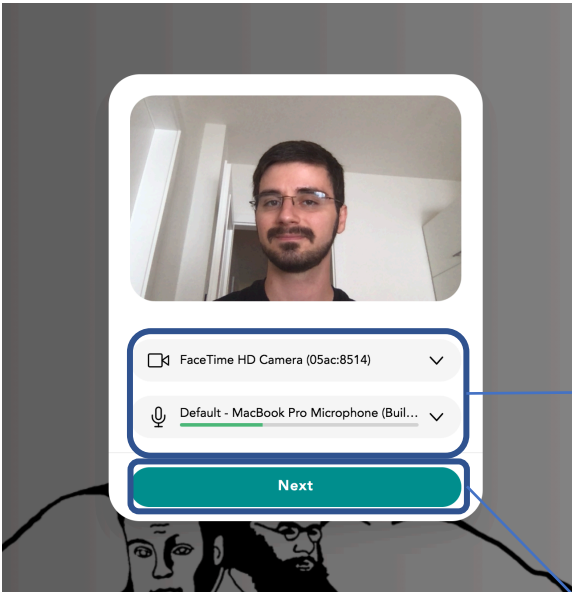 FaceTime HD Camera (05ac:8514)
Default - MacBook Pro Microphone (Buil...
Next